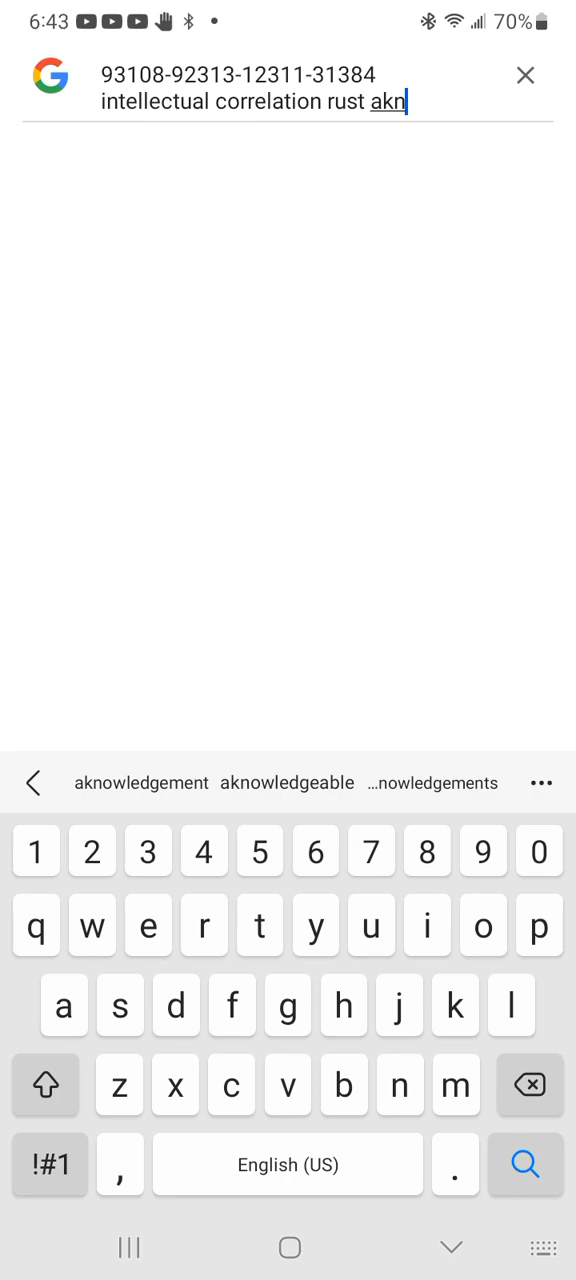 6:43
70%
93108-92313-12311-31384
intellectual correlation rust akn
aknowledgement aknowledgeable ...nowledgements
1 2 3 4 5 6 7 8 9 0
q w e r t y u i o p
a s d f g h j k l
z x c v b n m
!#1 , English (US) .